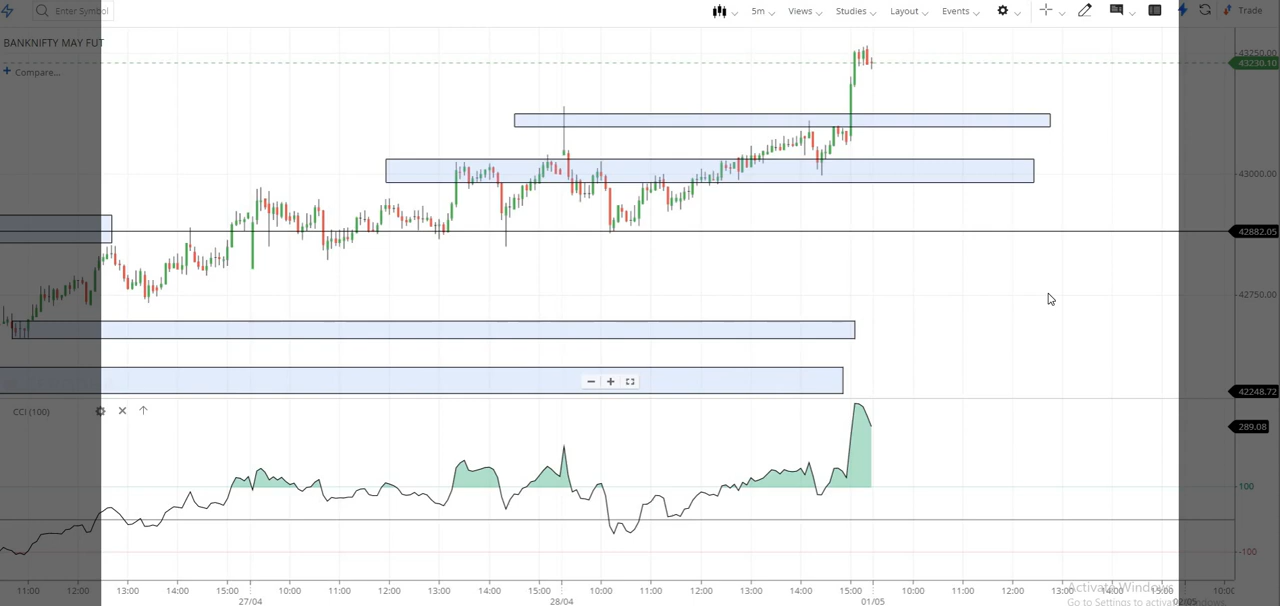 Enter Symbol 5m Views Studies Layout Events Trade
BANKNIFTY MAY FUT
43250.00
43230.10
Compare...
43000.00
42882.05
42750.00
42248.72
CCI (100)
289.08
100
-100
11:00 12:00 13:00 14:00 15:00 10:00 11:00 12:00 13:00 14:00 15:00 10:00 11:00 12:00 13:00 14:00 15:00 10:00 11:00 12:00 13:00 14:00 15:00 10:00
27/04 28/04 01/05 02/05
Activate Windows
Go to Settings to activate Windows.